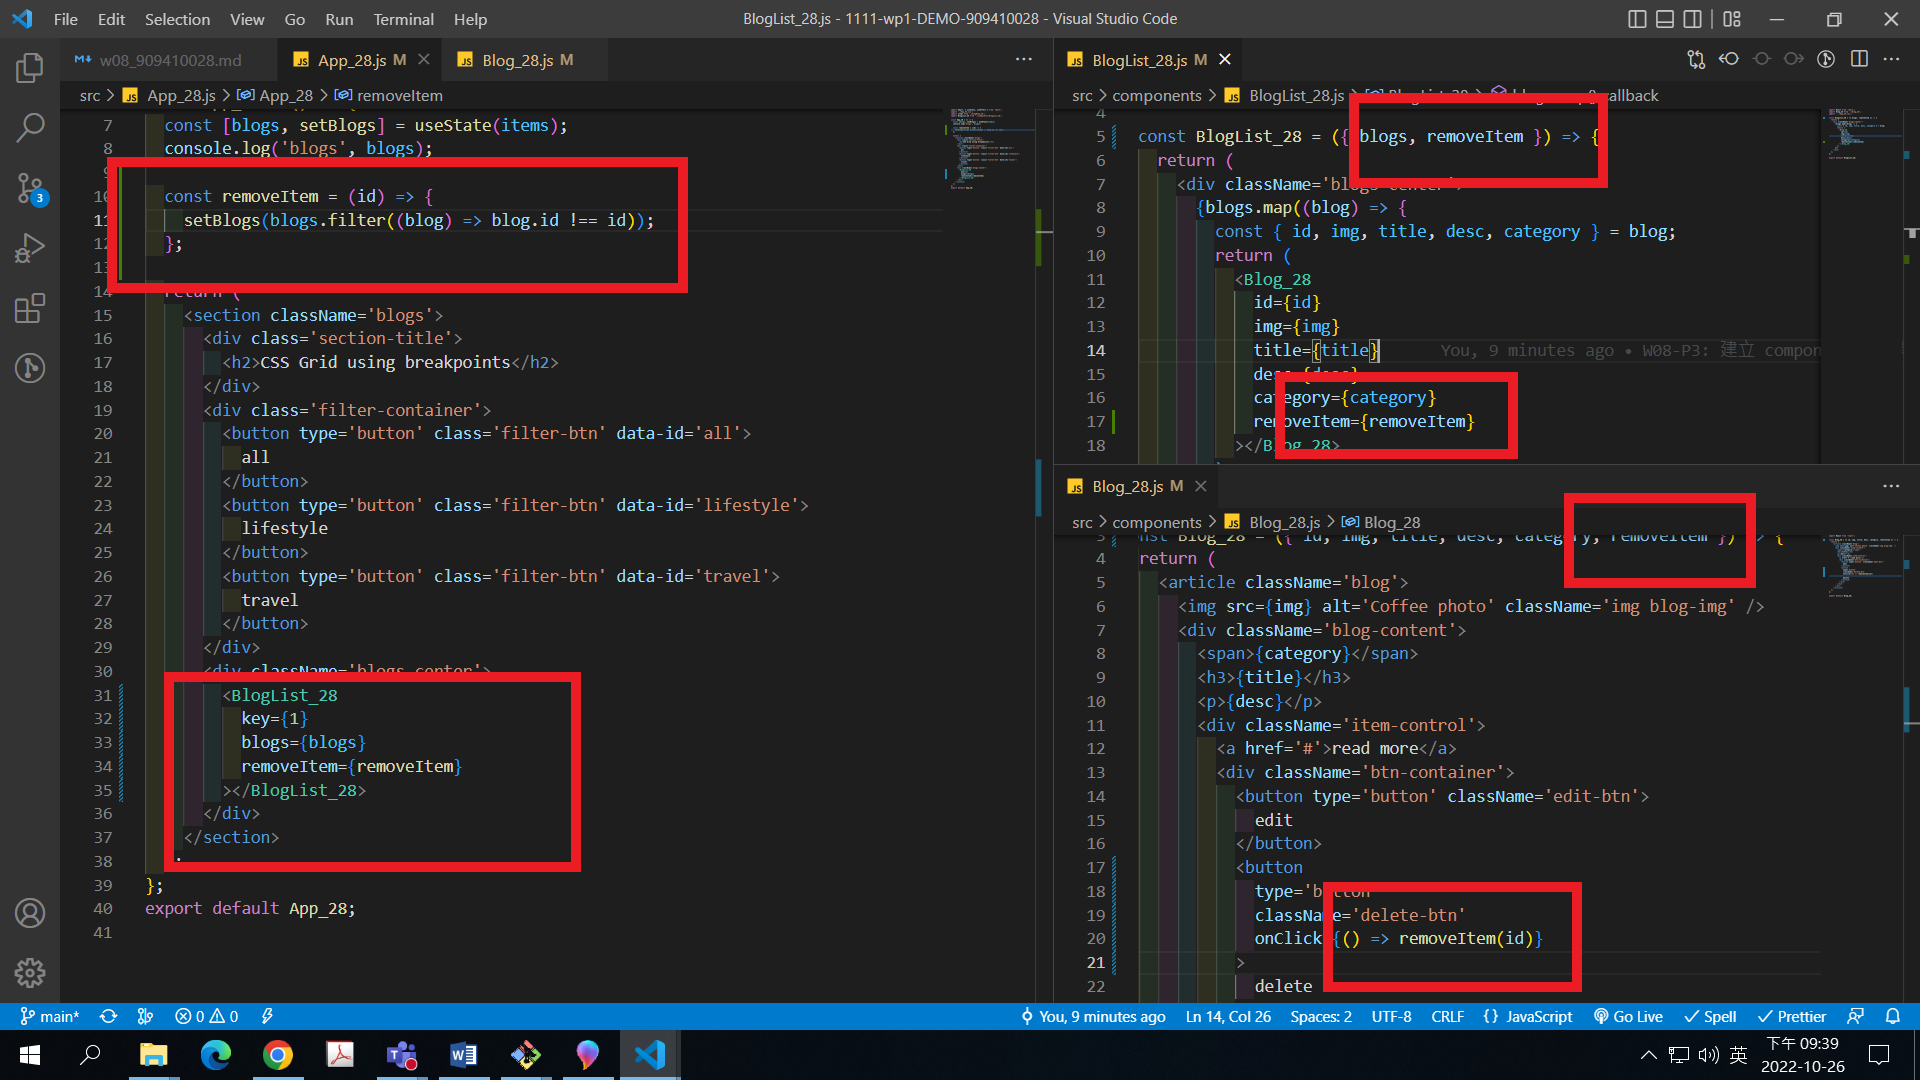 File Edit Selection View Go Run Terminal Help
BlogList_28.js - 1111-wp1-DEMO-909410028 - Visual Studio Code
w08_909410028.md
App_28.js M
Blog_28.js M
src > App_28.js > App_28 > removeItem
7 const [blogs, setBlogs] = useState(items);
8 console.log('blogs', blogs);
9
10 const removeItem = (id) => {
11 setBlogs(blogs.filter((blog) => blog.id !== id));
12 };
13
14 return (
15 <section className='blogs'>
16 <div class='section-title'>
17 <h2>CSS Grid using breakpoints</h2>
18 </div>
19 <div class='filter-container'>
20 <button type='button' class='filter-btn' data-id='all'>
21 all
22 </button>
23 <button type='button' class='filter-btn' data-id='lifestyle'>
24 lifestyle
25 </button>
26 <button type='button' class='filter-btn' data-id='travel'>
27 travel
28 </button>
29 </div>
30 <div className='blogs-center'>
31 <BlogList_28
32 key={1}
33 blogs={blogs}
34 removeItem={removeItem}
35 ></BlogList_28>
36 </div>
37 </section>
38
39 };
40 export default App_28;
41
BlogList_28.js M
src > components > BlogList_28.js
4
5 const BlogList_28 = ({ blogs, removeItem }) => {
6 return (
7 <div className='blogs-center'>
8 {blogs.map((blog) => {
9 const { id, img, title, desc, category } = blog;
10 return (
11 <Blog_28
12 id={id}
13 img={img}
14 title={title} You, 9 minutes ago • W08-P3: 建立 compon
15 desc={desc}
16 category={category}
17 removeItem={removeItem}
18 ></Blog_28>
Blog_28.js M
src > components > Blog_28.js > Blog_28
3 nst Blog_28 = ({ id, img, title, desc, category, removeItem }) => {
4 return (
5 <article className='blog'>
6 <img src={img} alt='Coffee photo' className='img blog-img' />
7 <div className='blog-content'>
8 <span>{category}</span>
9 <h3>{title}</h3>
10 <p>{desc}</p>
11 <div className='item-control'>
12 <a href='#'>read more</a>
13 <div className='btn-container'>
14 <button type='button' className='edit-btn'>
15 edit
16 </button>
17 <button
18 type='button'
19 className='delete-btn'
20 onClick={() => removeItem(id)}
21 >
22 delete
3
main* 0 0
You, 9 minutes ago Ln 14, Col 26 Spaces: 2 UTF-8 CRLF {} JavaScript Go Live Spell Prettier
英
下午 09:39
2022-10-26